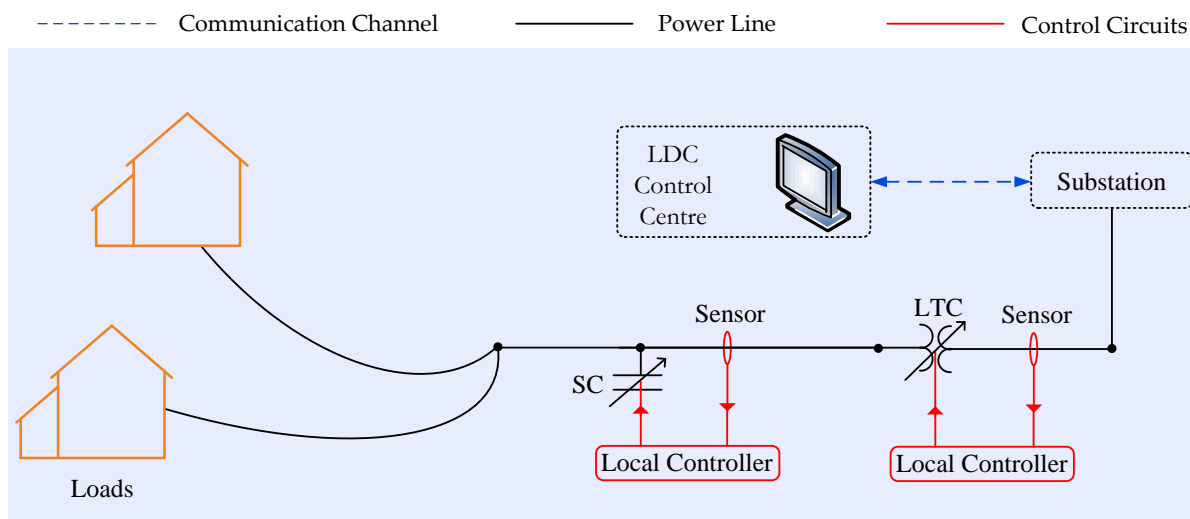 Communication Channel
Power Line
Control Circuits
LDC
Control
Centre
Substation
Sensor
LTC
Sensor
SC
Local Controller
Local Controller
Loads